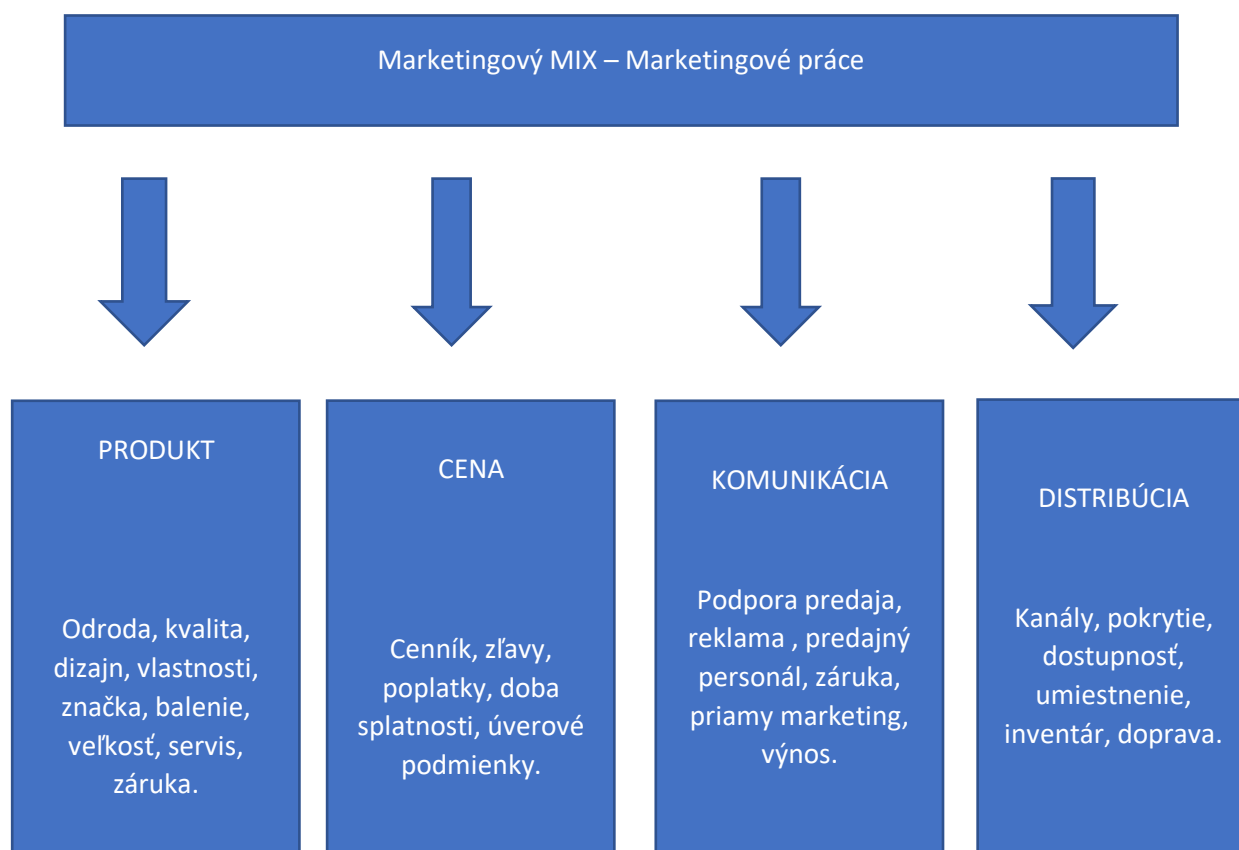 Marketingový MIX – Marketingové práce
PRODUKT
Odroda, kvalita,
dizajn, vlastnosti,
značka, balenie,
veľkosť, servis,
záruka.
CENA
Cenník, zľavy,
poplatky, doba
splatnosti, úverové
podmienky.
KOMUNIKÁCIA
Podpora predaja,
reklama , predajný
personál, záruka,
priamy marketing,
výnos.
DISTRIBÚCIA
Kanály, pokrytie,
dostupnosť,
umiestnenie,
inventár, doprava.